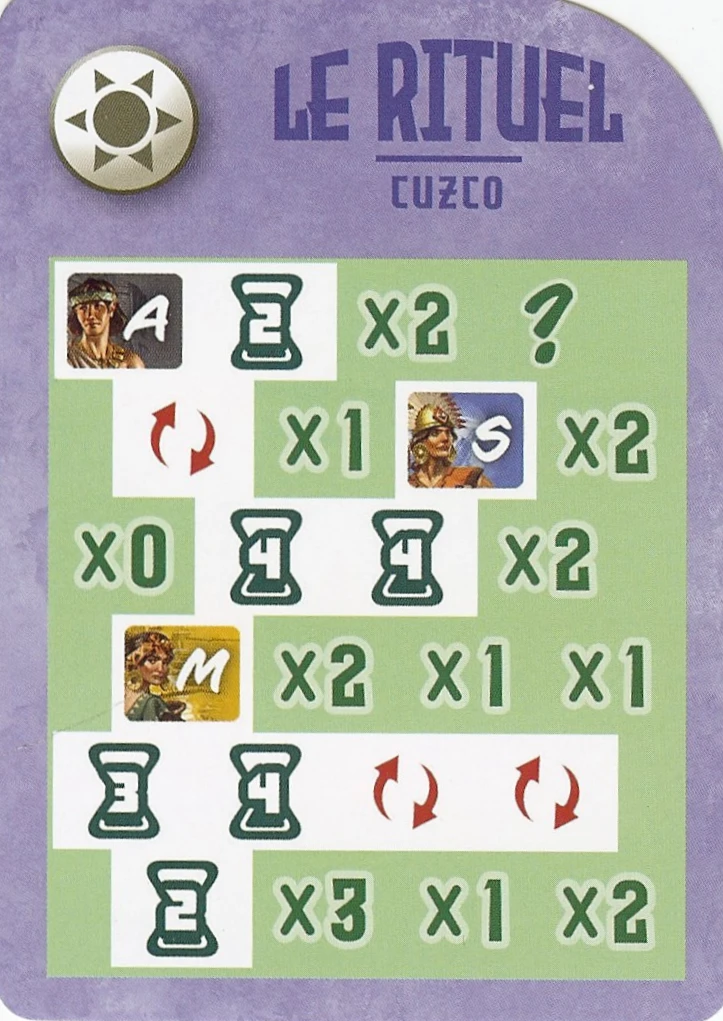 LE RITUEL
CUZCO
A 2 x2 ?
x1 S x2
x0 4 4 x2
M x2 x1 x1
3 4
2 x3 x1 x2